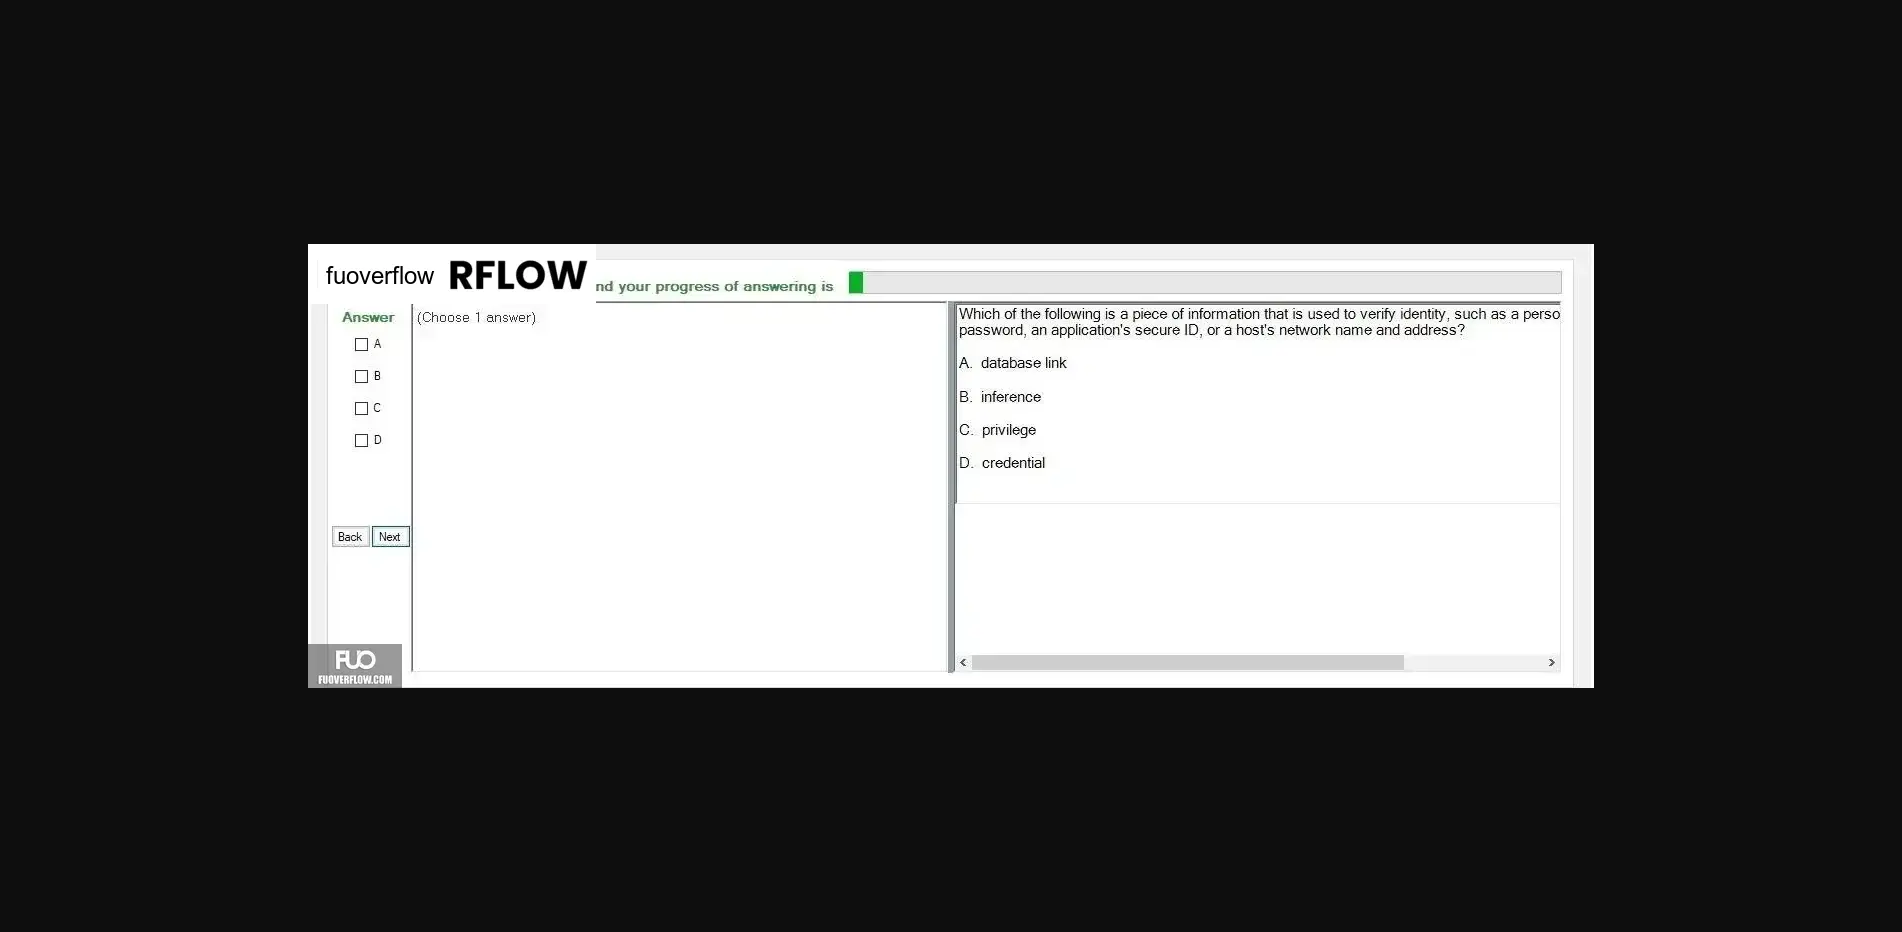 fuoverflow RFLOW
nd your progress of answering is
Answer
(Choose 1 answer)
A
B
C
D
Back Next
Which of the following is a piece of information that is used to verify identity, such as a perso
password, an application's secure ID, or a host's network name and address?
A. database link
B. inference
C. privilege
D. credential
FUO
FUOVERFLOW.COM